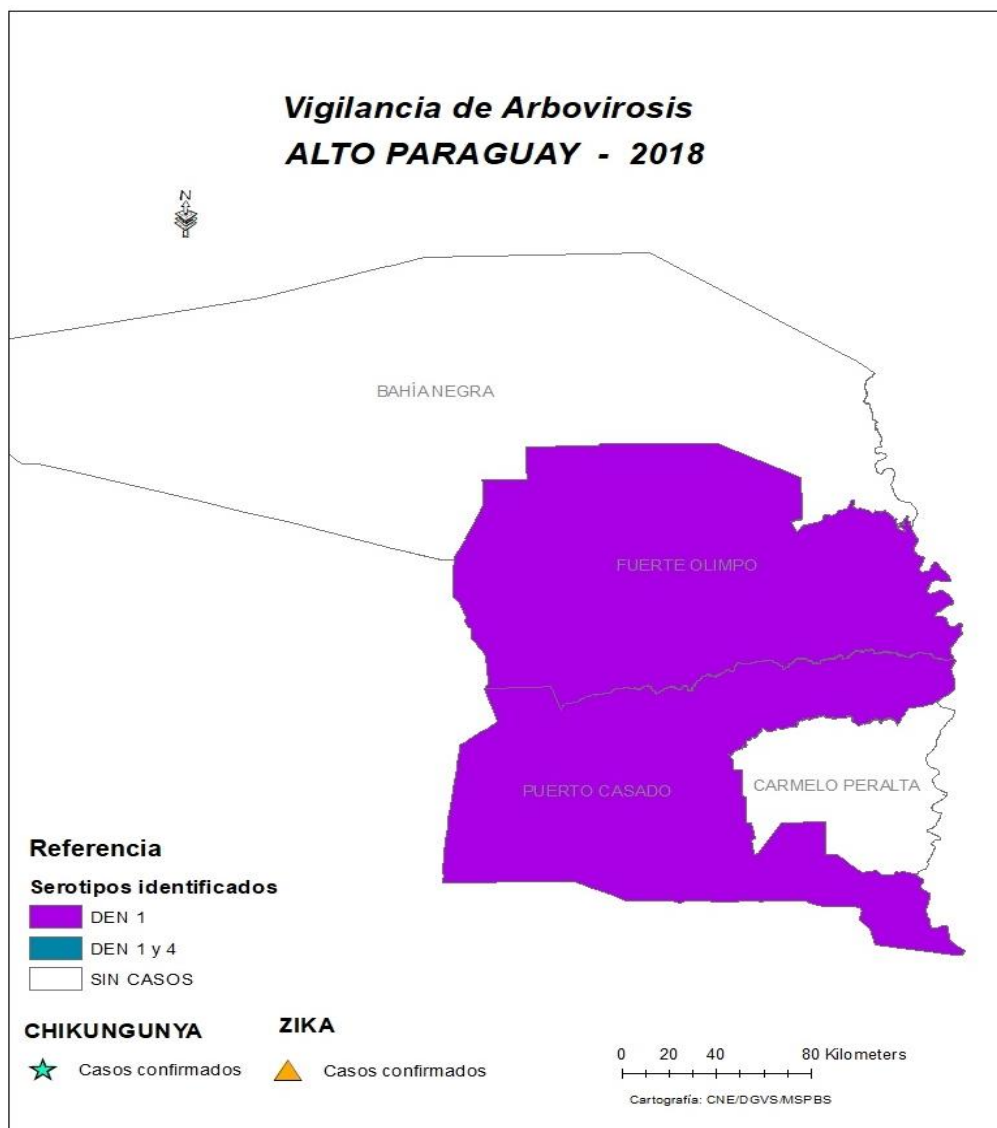 Vigilancia de Arbovirosis
ALTO PARAGUAY - 2018
N
BAHÍA NEGRA
FUERTE OLIMPO
PUERTO CASADO
CARMELO PERALTA
Referencia
Serotipos identificados
DEN 1
DEN 1 y 4
SIN CASOS
CHIKUNGUNYA ZIKA
Casos confirmados Casos confirmados
0 20 40 80 Kilometers
Cartografía: CNE/DGVS/MSPBS